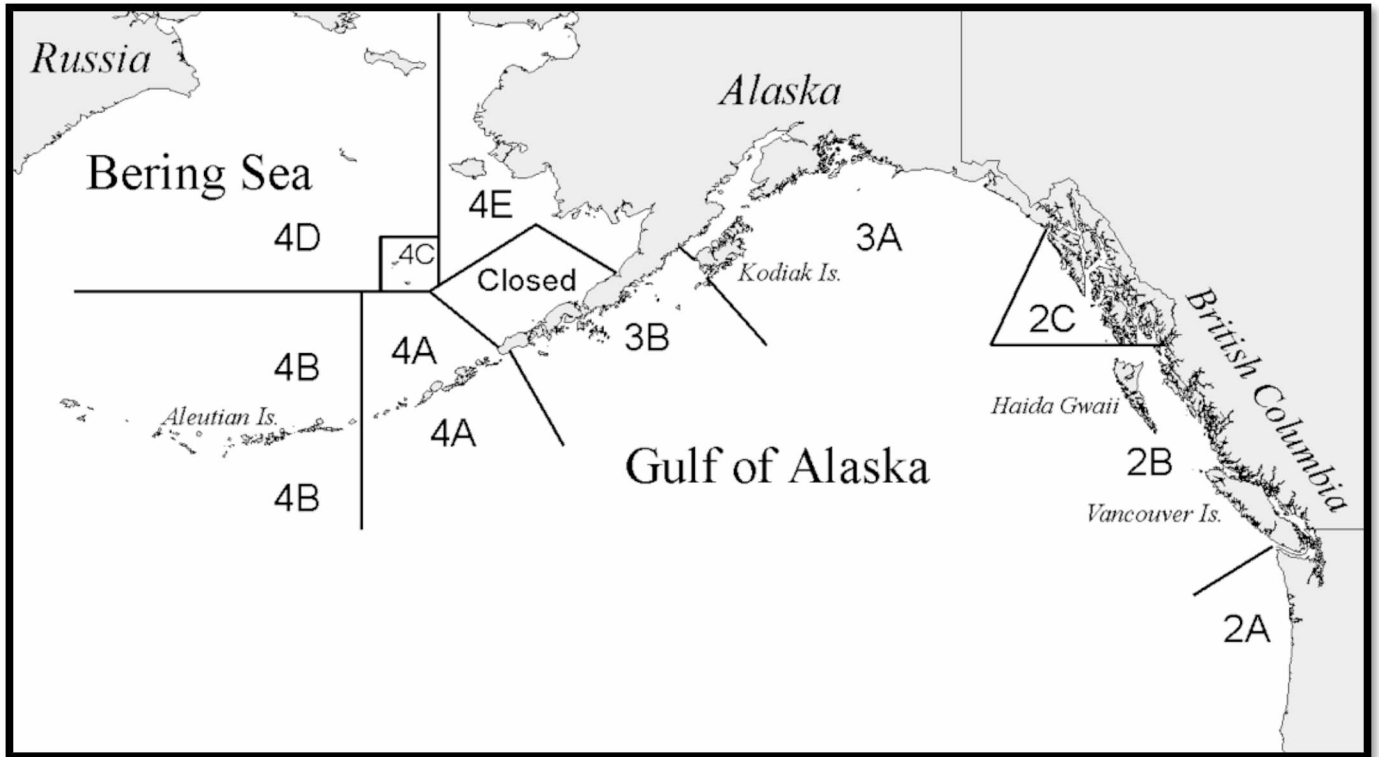 Russia
Alaska
Bering Sea
4E
4D
4C
3A
Closed
Kodiak Is.
British Columbia
2C
3B
4A
4B
Haida Gwaii
Aleutian Is.
4A
Gulf of Alaska
2B
4B
Vancouver Is.
2A